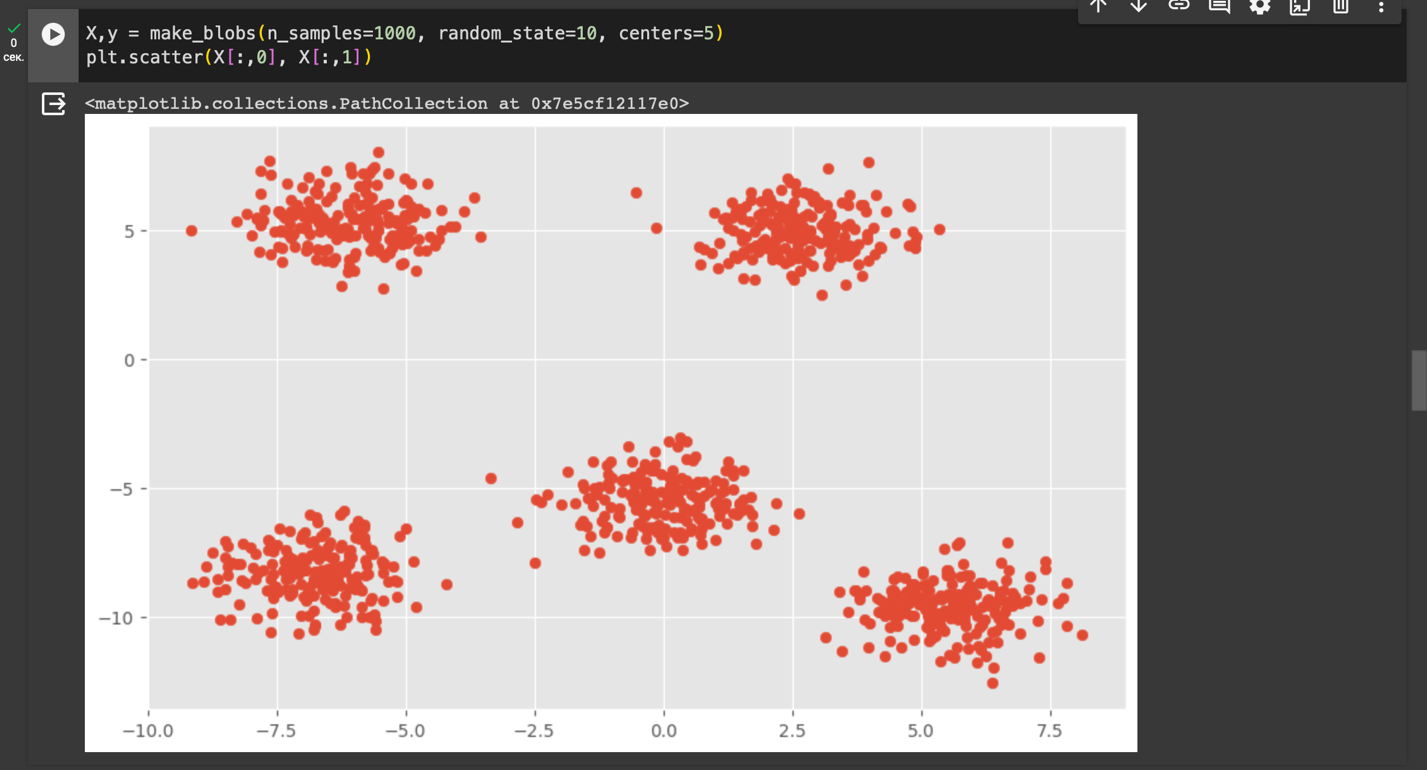 X,y = make_blobs(n_samples=1000, random_state=10, centers=5)
plt.scatter(X[:,0], X[:,1])
0
сек.
<matplotlib.collections.PathCollection at 0x7e5cf12117e0>
5
0
−5
−10
−10.0 −7.5 −5.0 −2.5 0.0 2.5 5.0 7.5